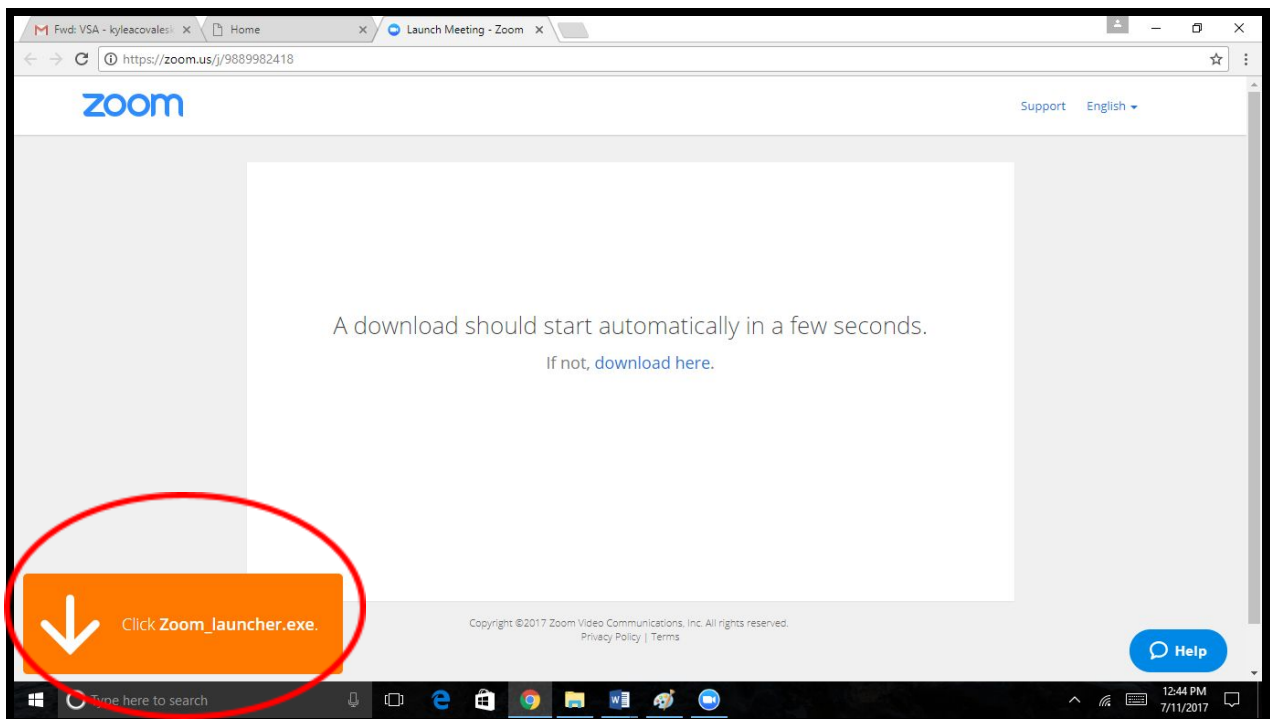 Fwd: VSA - kyleacovalesk
Home
Launch Meeting - Zoom
https://zoom.us/j/9889982418
zoom
Support English
A download should start automatically in a few seconds.
If not, download here.
Click Zoom_launcher.exe.
Copyright ©2017 Zoom Video Communications, Inc. All rights reserved.
Privacy Policy | Terms
Help
Type here to search
12:44 PM
7/11/2017